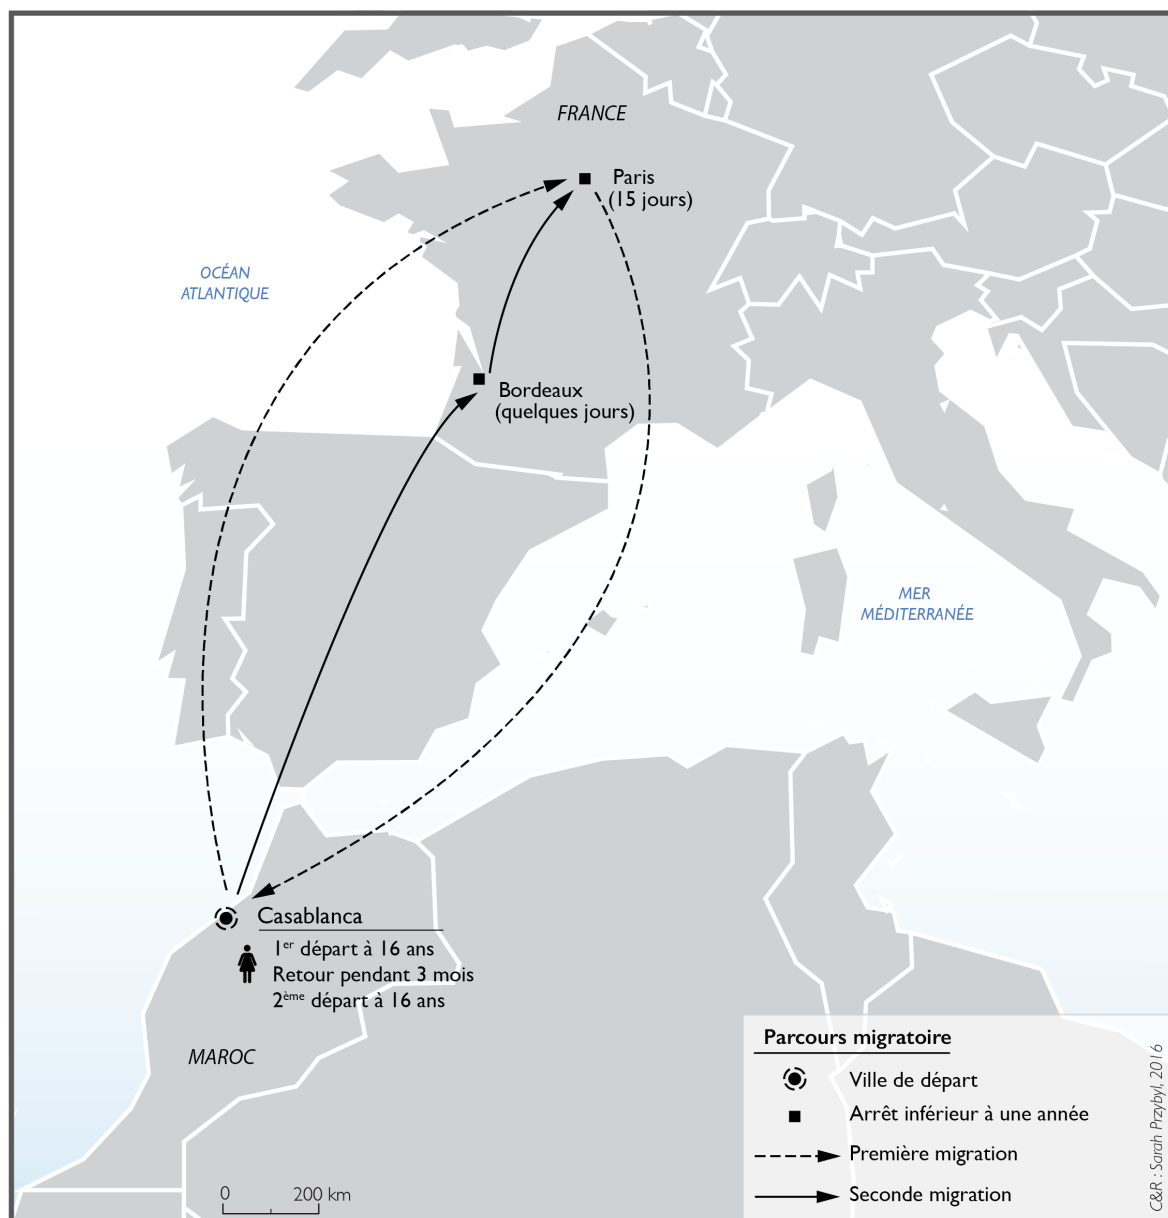 FRANCE
Paris
(15 jours)
OCÉAN
ATLANTIQUE
Bordeaux
(quelques jours)
MER
MÉDITERRANÉE
Casablanca
1er départ à 16 ans
Retour pendant 3 mois
2ème départ à 16 ans
MAROC
Parcours migratoire
Ville de départ
Arrêt inférieur à une année
Première migration
Seconde migration
0 200 km
C&R : Sarah Przybyl, 2016